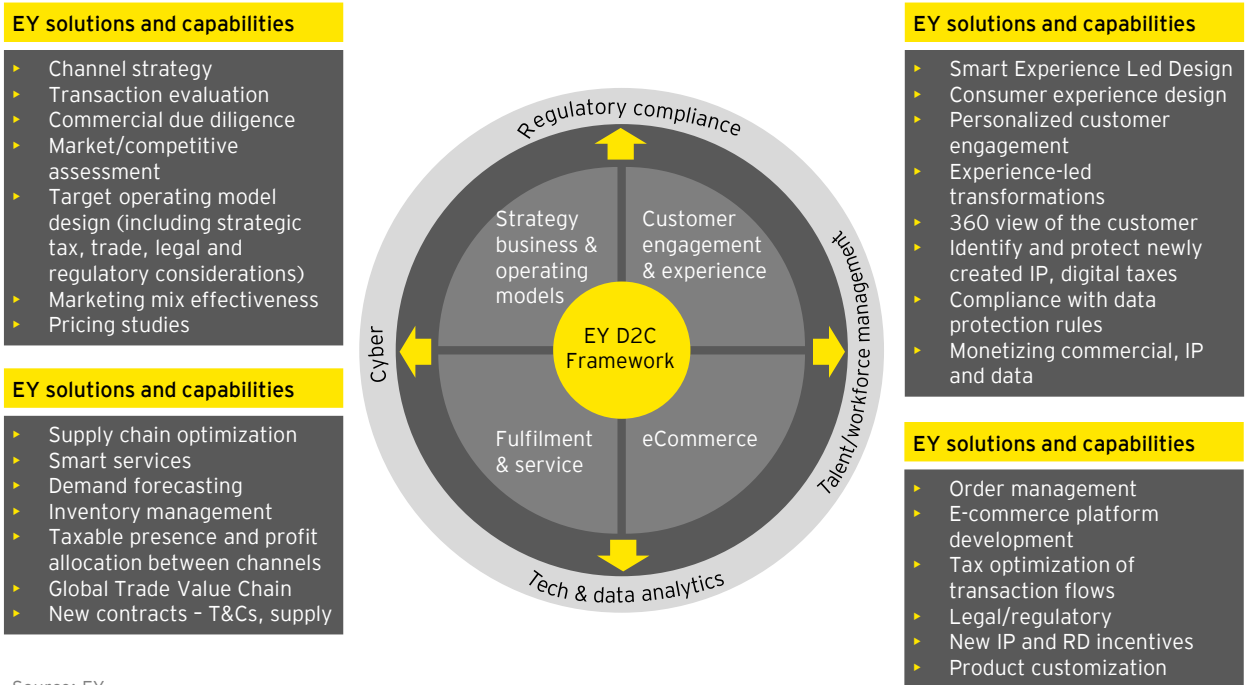 EY solutions and capabilities
▸ Channel strategy
▸ Transaction evaluation
▸ Commercial due diligence
▸ Market/competitive
assessment
▸ Target operating model
design (including strategic
tax, trade, legal and
regulatory considerations)
▸ Marketing mix effectiveness
▸ Pricing studies
EY solutions and capabilities
▸ Supply chain optimization
▸ Smart services
▸ Demand forecasting
▸ Inventory management
▸ Taxable presence and profit
allocation between channels
▸ Global Trade Value Chain
▸ New contracts – T&Cs, supply
Regulatory compliance
Cyber
Talent/workforce management
Tech & data analytics
Strategy
business &
operating
models
Customer
engagement
& experience
EY D2C
Framework
Fulfilment
& service
eCommerce
EY solutions and capabilities
▸ Smart Experience Led Design
▸ Consumer experience design
▸ Personalized customer
engagement
▸ Experience-led
transformations
▸ 360 view of the customer
▸ Identify and protect newly
created IP, digital taxes
▸ Compliance with data
protection rules
▸ Monetizing commercial, IP
and data
EY solutions and capabilities
▸ Order management
▸ E-commerce platform
development
▸ Tax optimization of
transaction flows
▸ Legal/regulatory
▸ New IP and RD incentives
▸ Product customization
Source: EY